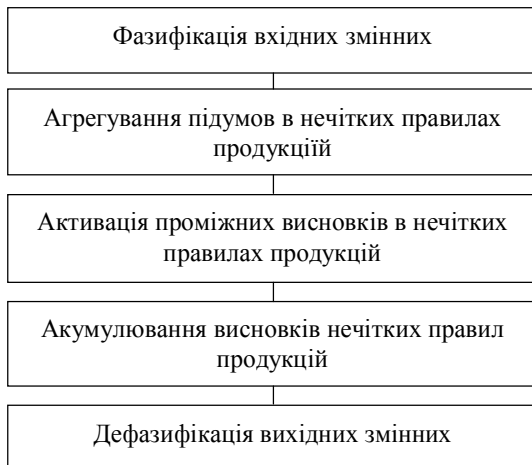 Фазифікація вхідних змінних
Агрегування підумов в нечітких правилах
продукціїй
Активація проміжних висновків в нечітких
правилах продукцій
Акумулювання висновків нечітких правил
продукцій
Дефазифікація вихідних змінних